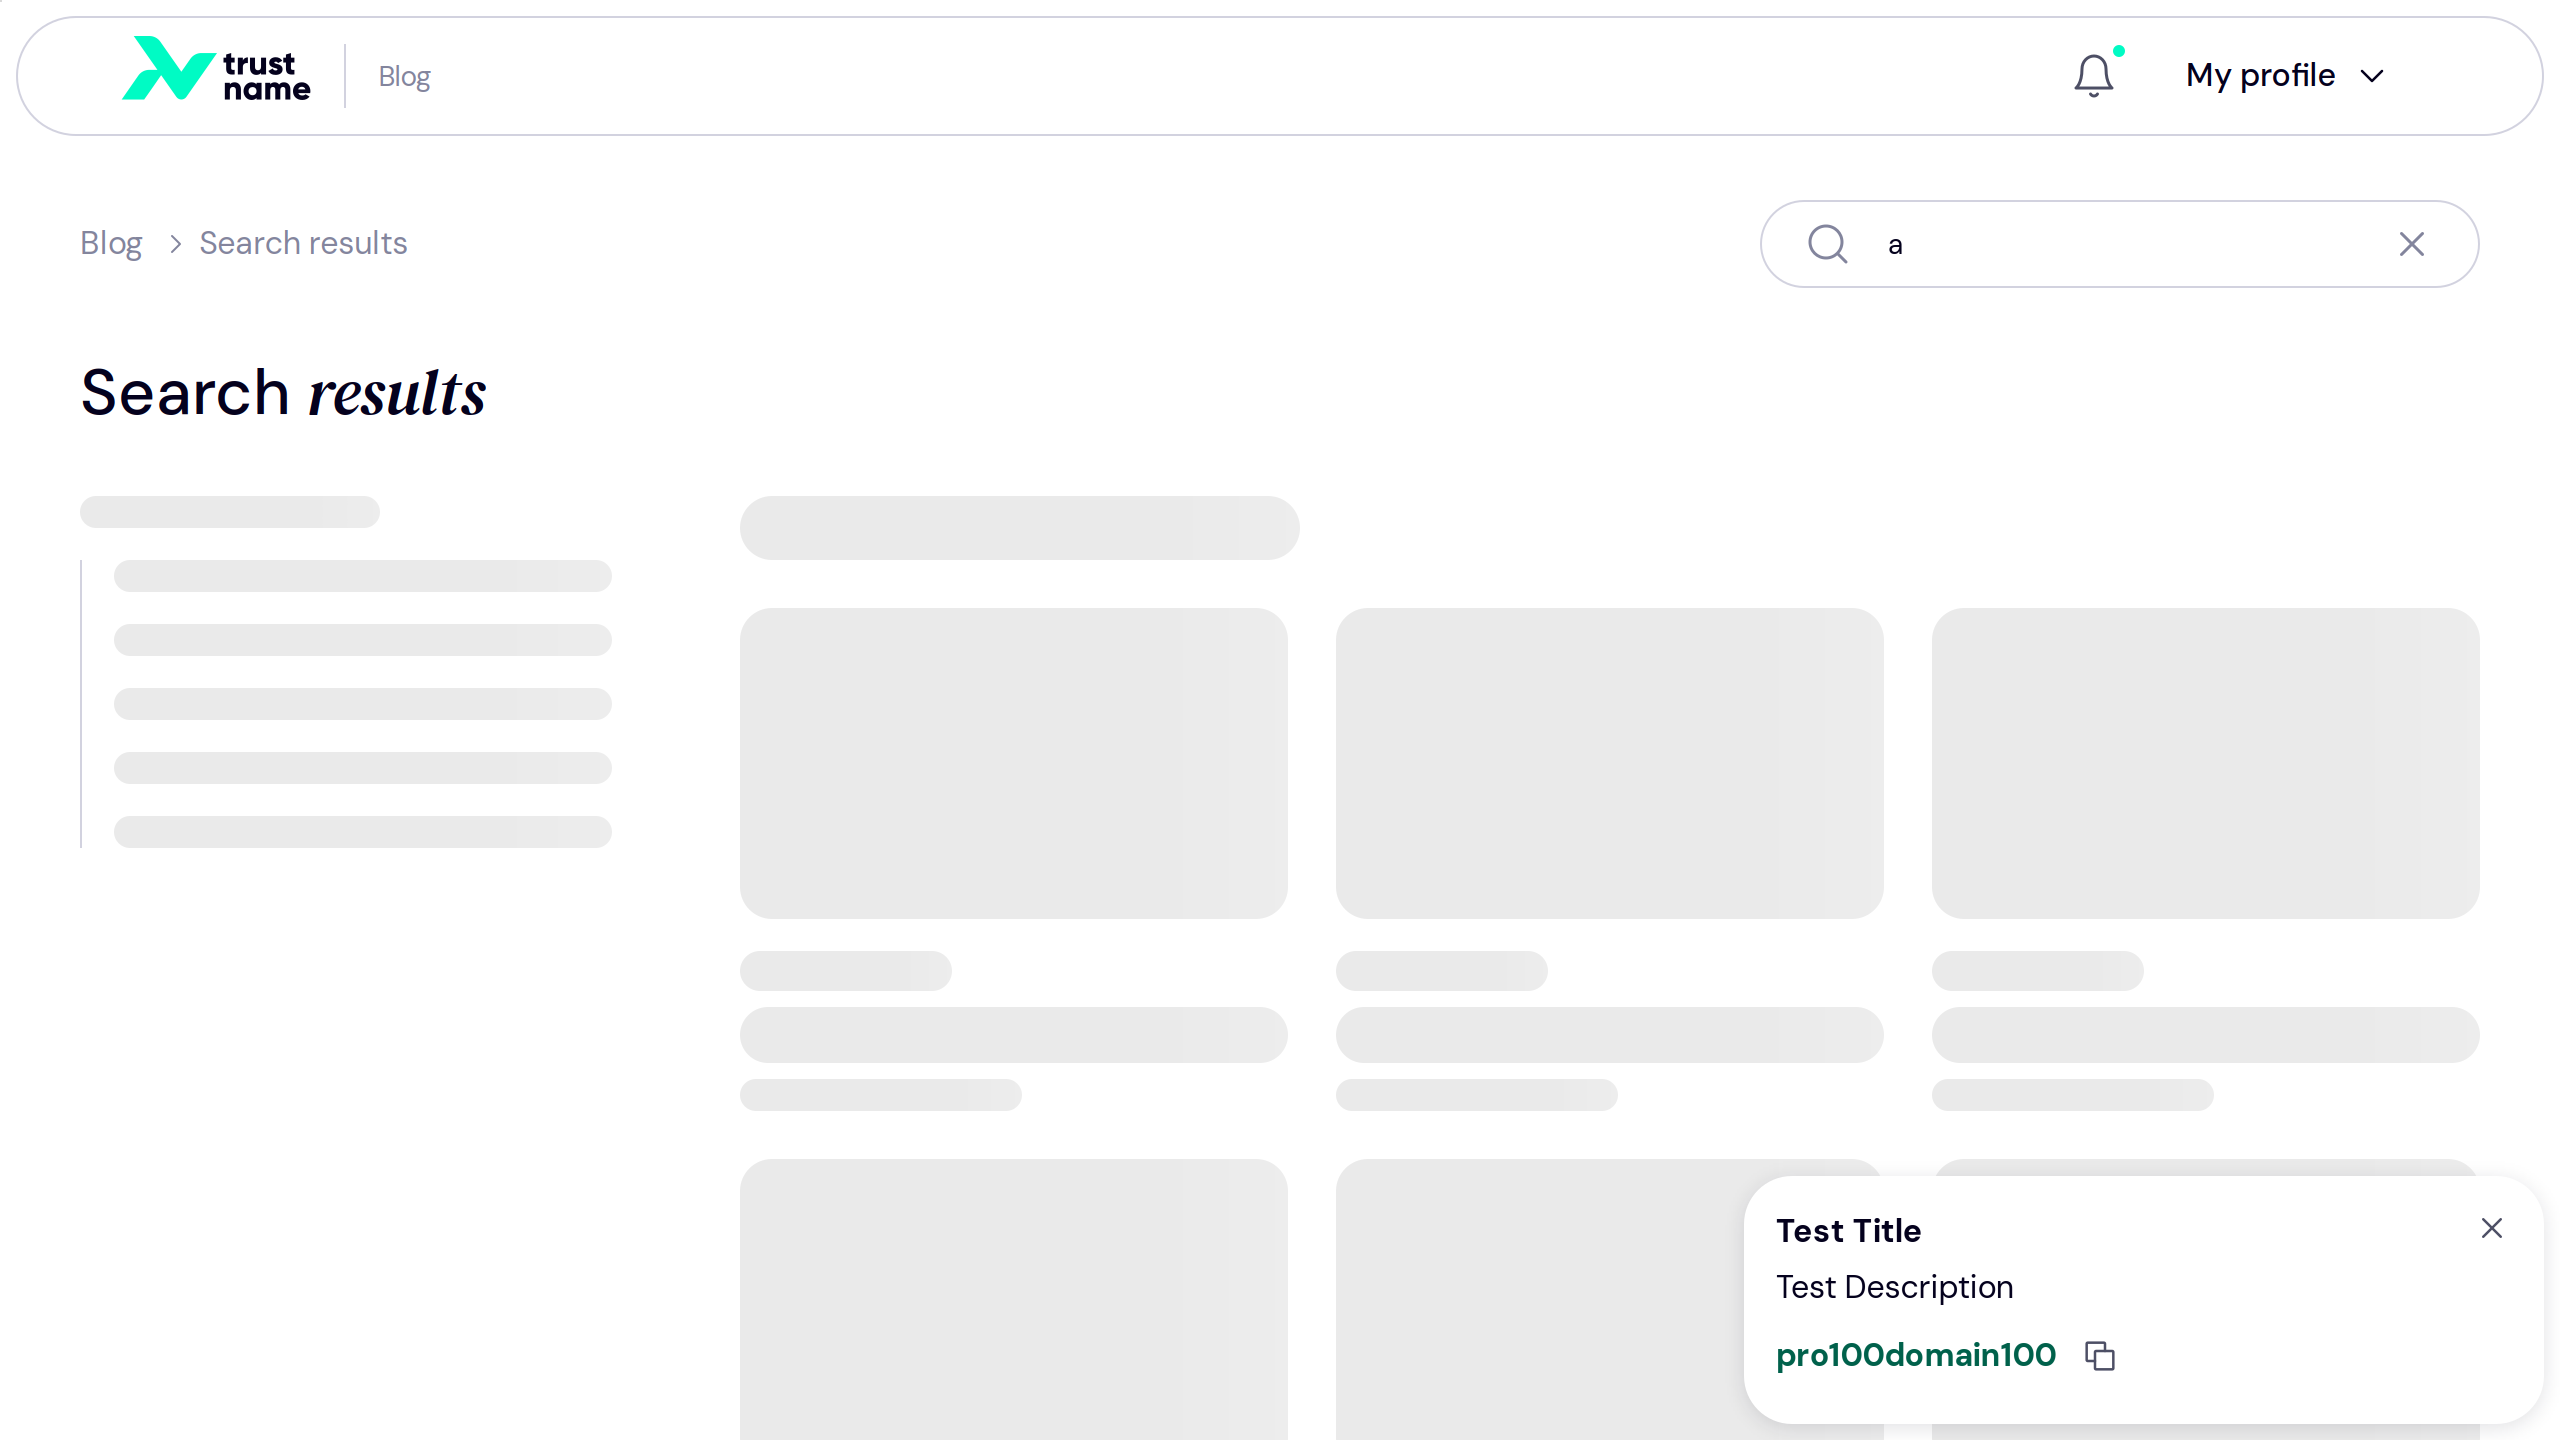 trust
name
Blog
My profile
Blog > Search results
a
Search results
Test Title
Test Description
pro100domain100